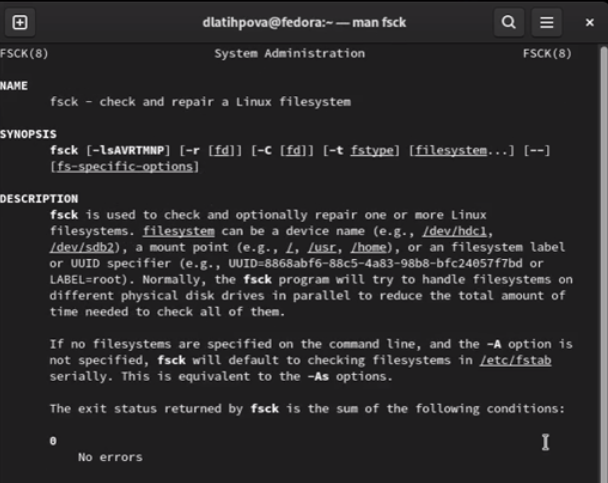 dlatihpova@fedora:~ — man fsck
FSCK(8) System Administration FSCK(8)
NAME
fsck - check and repair a Linux filesystem
SYNOPSIS
fsck [-lsAVRTMNP] [-r [fd]] [-C [fd]] [-t fstype] [filesystem...] [--]
[fs-specific-options]
DESCRIPTION
fsck is used to check and optionally repair one or more Linux
filesystems. filesystem can be a device name (e.g., /dev/hdc1,
/dev/sdb2), a mount point (e.g., /, /usr, /home), or an filesystem label
or UUID specifier (e.g., UUID=8868abf6-88c5-4a83-98b8-bfc24057f7bd or
LABEL=root). Normally, the fsck program will try to handle filesystems on
different physical disk drives in parallel to reduce the total amount of
time needed to check all of them.
If no filesystems are specified on the command line, and the -A option is
not specified, fsck will default to checking filesystems in /etc/fstab
serially. This is equivalent to the -As options.
The exit status returned by fsck is the sum of the following conditions:
0
No errors